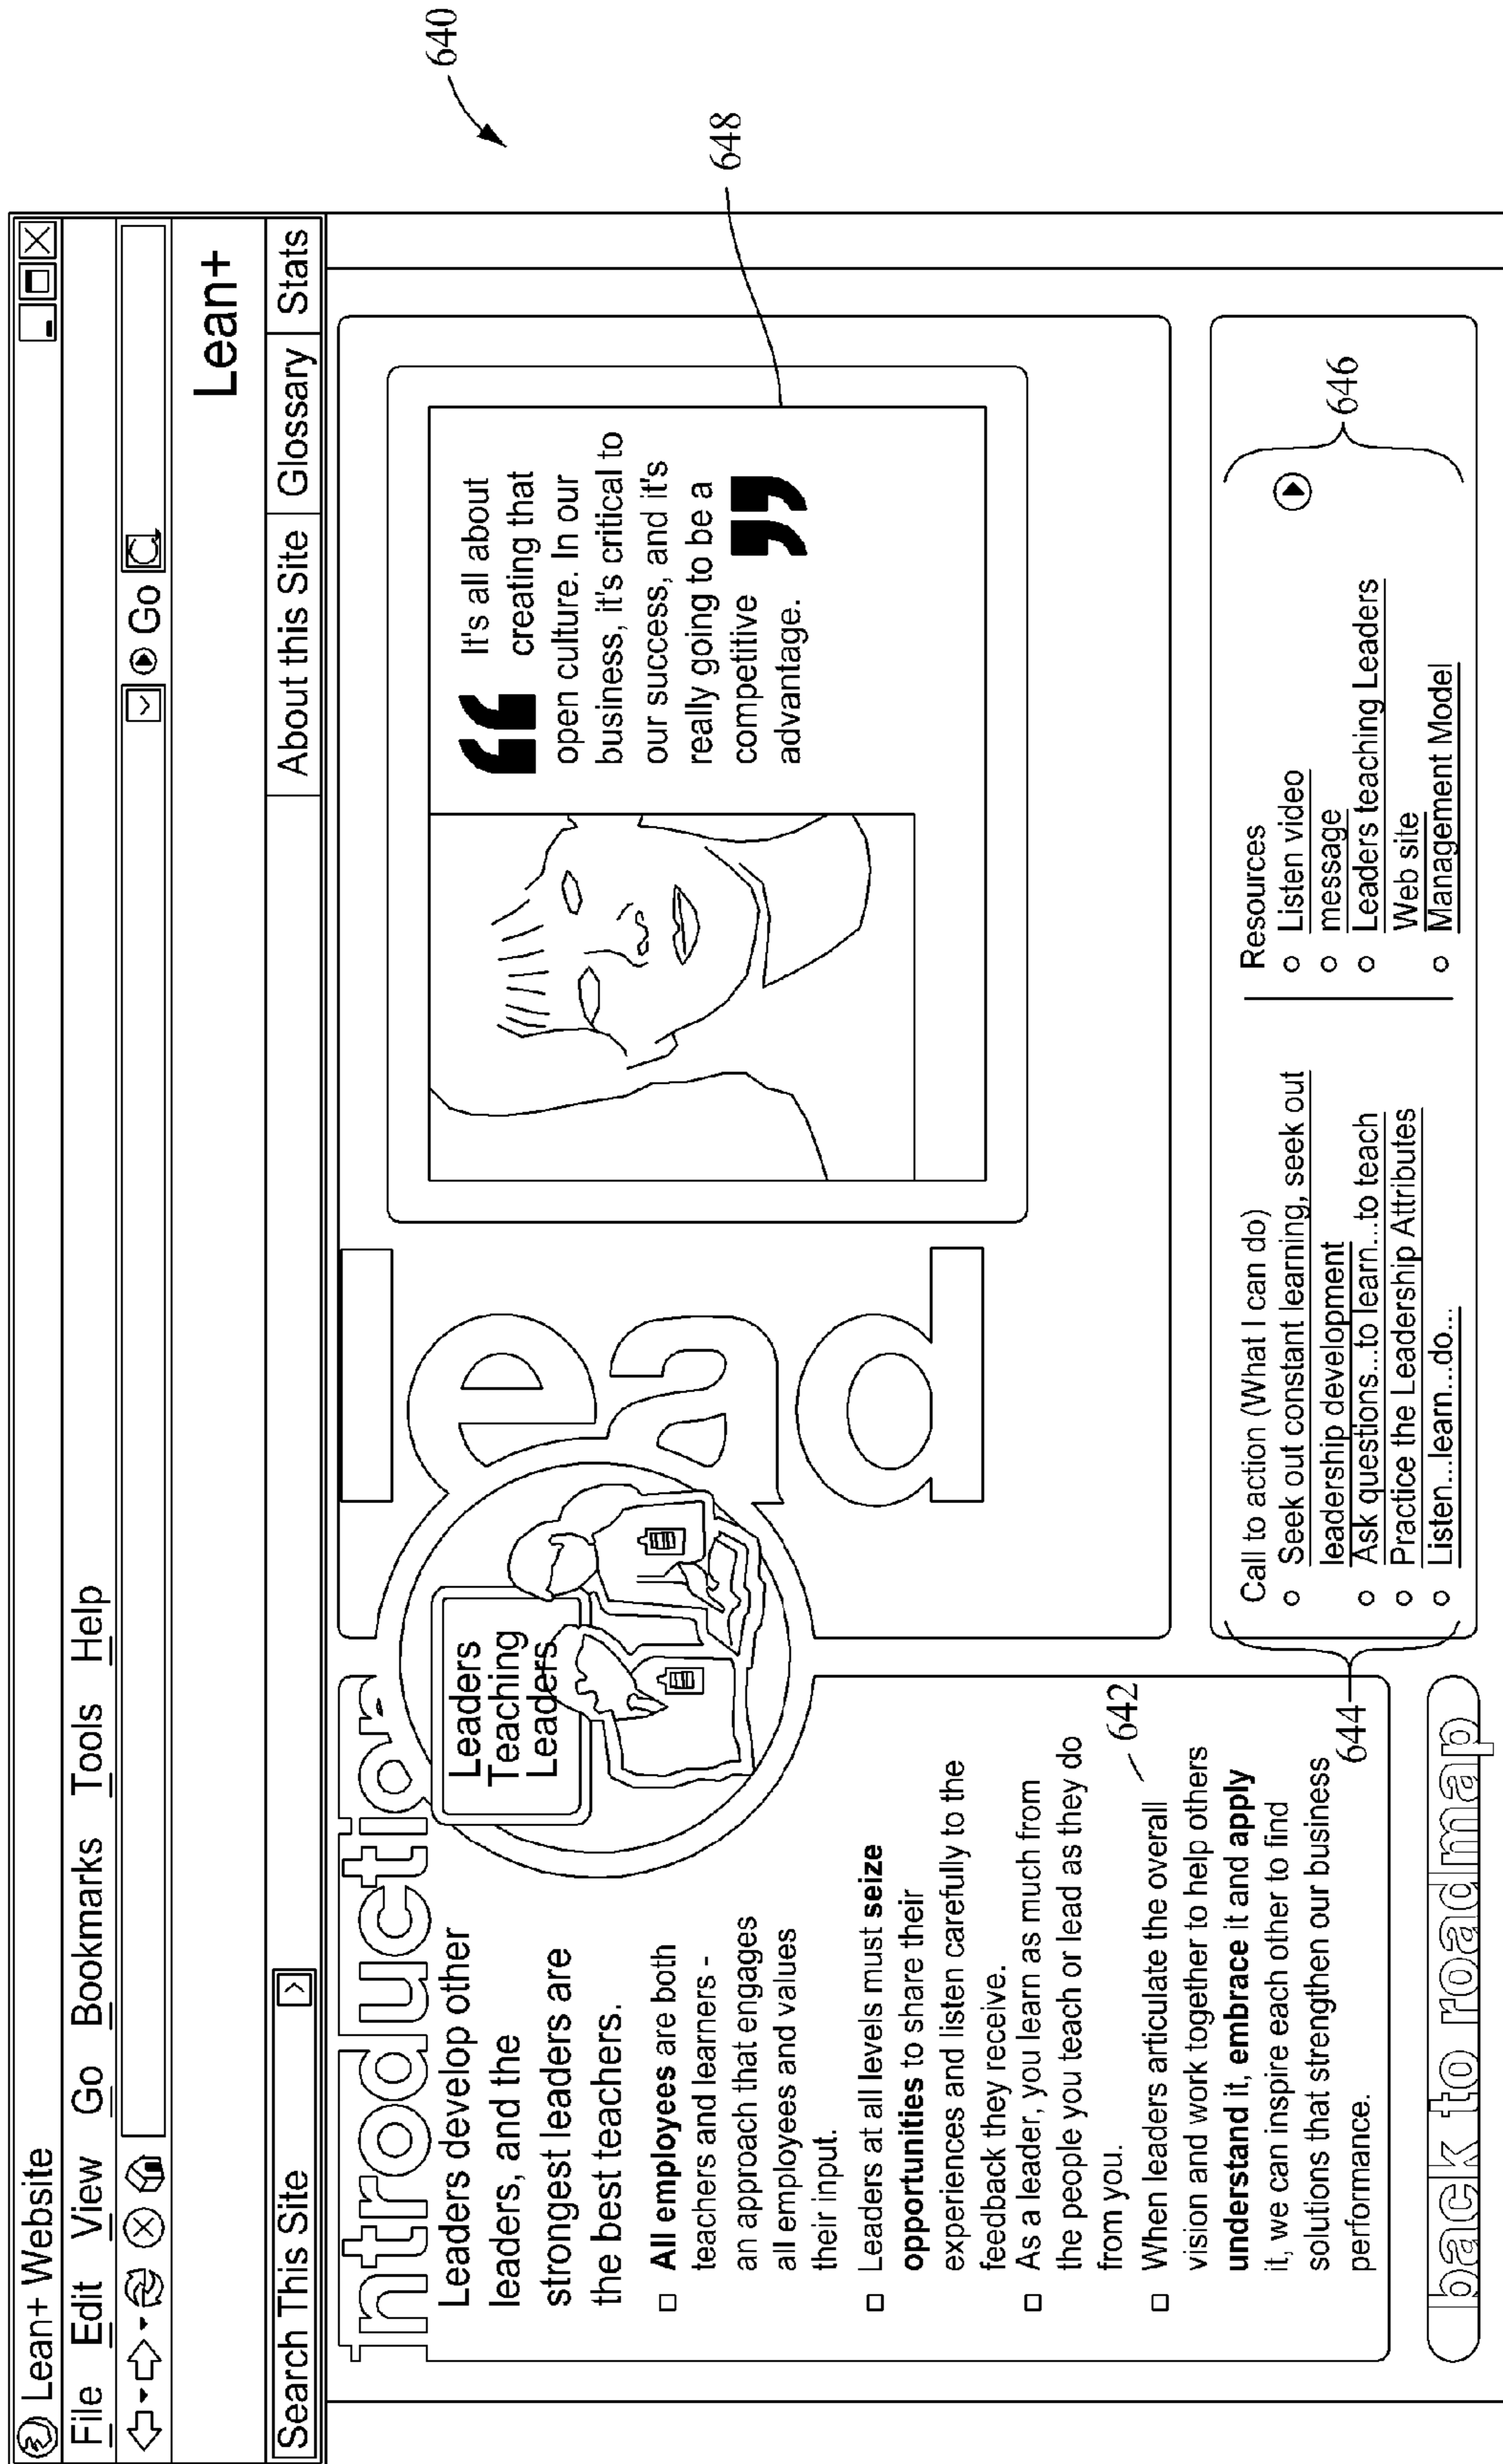 Lean+ Website
File Edit View Go Bookmarks Tools Help
Go
Lean+
Search This Site
About this Site Glossary Stats
introduction
Leaders develop other
leaders, and the
strongest leaders are
the best teachers.
All employees are both
teachers and learners -
an approach that engages
all employees and values
their input.
Leaders at all levels must seize
opportunities to share their
experiences and listen carefully to the
feedback they receive.
As a leader, you learn as much from
the people you teach or lead as they do
from you.
When leaders articulate the overall
vision and work together to help others
understand it, embrace it and apply
it, we can inspire each other to find
solutions that strengthen our business
performance.
642
644
back to roadmap
Leaders
Teaching
Leaders
lead
“ It's all about
creating that
open culture. In our
business, it's critical to
our success, and it's
really going to be a
competitive
advantage. ”
Call to action (What I can do)
Seek out constant learning, seek out
leadership development
Ask questions...to learn...to teach
Practice the Leadership Attributes
Listen...learn...do...
Resources
Listen video
message
Leaders teaching Leaders
Web site
Management Model
646
648
640